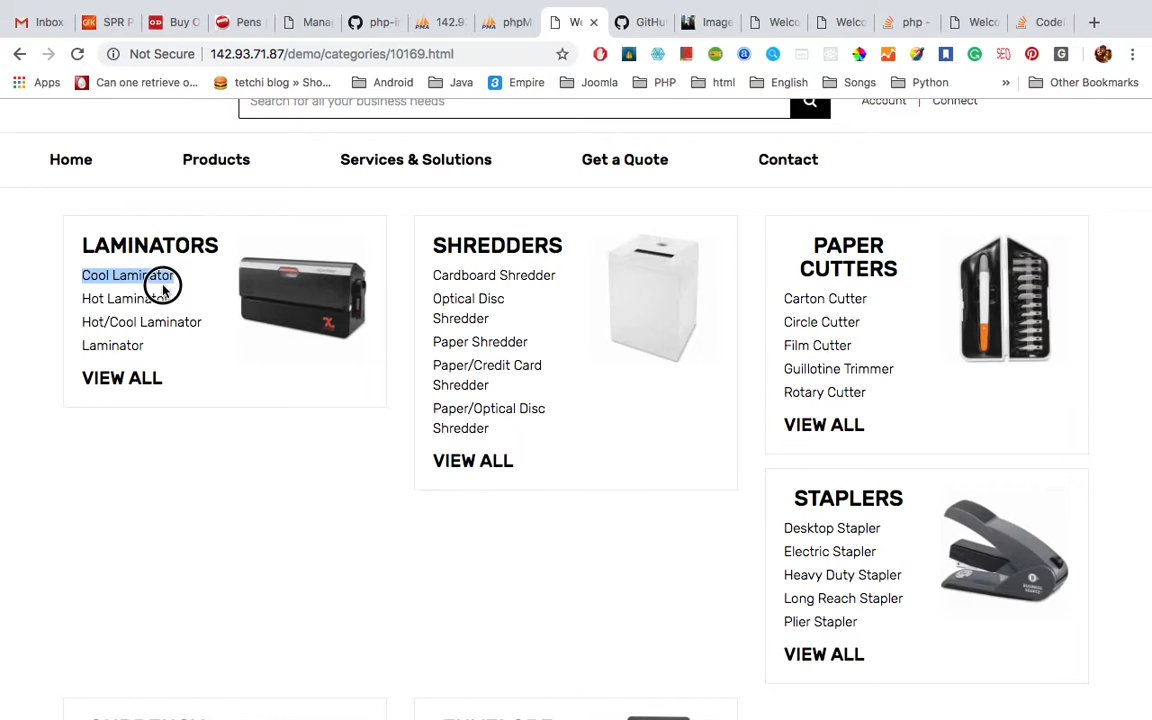 Inbox
SPR P
Buy O
Pens
Mana
php-i
142.9
phpM
We
GitHu
Image
Welco
Welco
php -
Welco
Codei
Not Secure
142.93.71.87/demo/categories/10169.html
Apps
Can one retrieve o...
tetchi blog » Sho...
Android
Java
Empire
Joomla
PHP
html
English
Songs
Python
»
Other Bookmarks
Search for all your business needs
Account | Connect
Home
Products
Services & Solutions
Get a Quote
Contact
LAMINATORS
Cool Laminator
Hot Laminator
Hot/Cool Laminator
Laminator
VIEW ALL
SHREDDERS
Cardboard Shredder
Optical Disc
Shredder
Paper Shredder
Paper/Credit Card
Shredder
Paper/Optical Disc
Shredder
VIEW ALL
PAPER
CUTTERS
Carton Cutter
Circle Cutter
Film Cutter
Guillotine Trimmer
Rotary Cutter
VIEW ALL
STAPLERS
Desktop Stapler
Electric Stapler
Heavy Duty Stapler
Long Reach Stapler
Plier Stapler
VIEW ALL